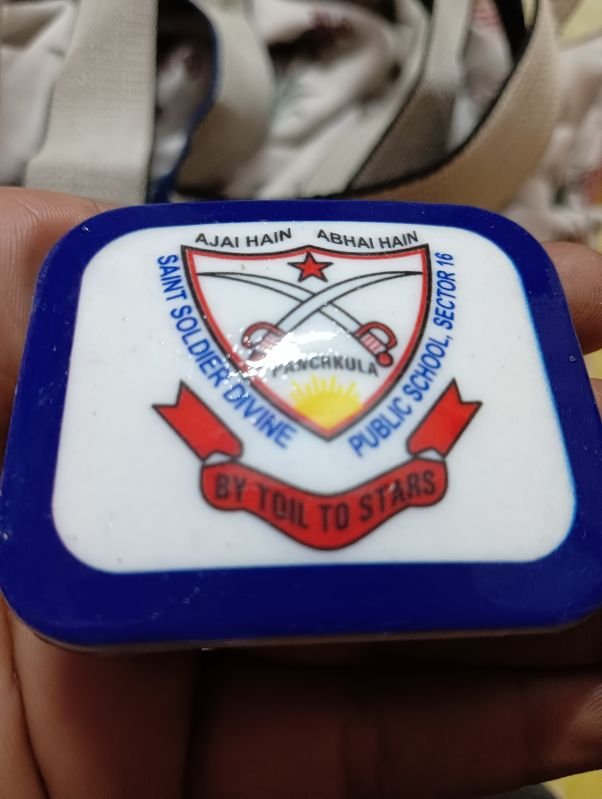 AJAI HAIN ABHAI HAIN
SAINT SOLDIER DIVINE
PUBLIC SCHOOL, SECTOR 16
PANCHKULA
BY TOIL TO STARS